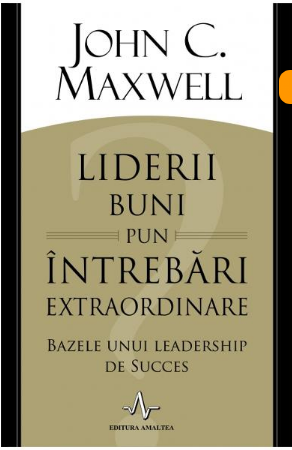 JOHN C.
MAXWELL
LIDERII
BUNI
PUN
ÎNTREBĂRI
EXTRAORDINARE
BAZELE UNUI LEADERSHIP
DE SUCCES
EDITURA AMALTEA